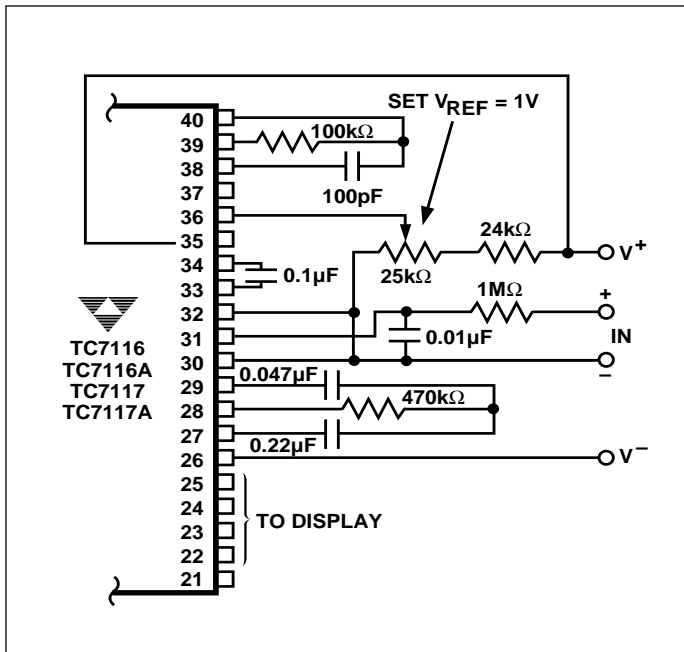 SET VREF = 1V
40
39
100kΩ
38
100pF
37
36
35
24kΩ
V+
25kΩ
34
0.1µF
33
32
1MΩ
+
31
0.01µF
IN
30
–
TC7116
TC7116A
TC7117
TC7117A
29
0.047µF
28
470kΩ
27
0.22µF
26
V–
25
24
TO DISPLAY
23
22
21